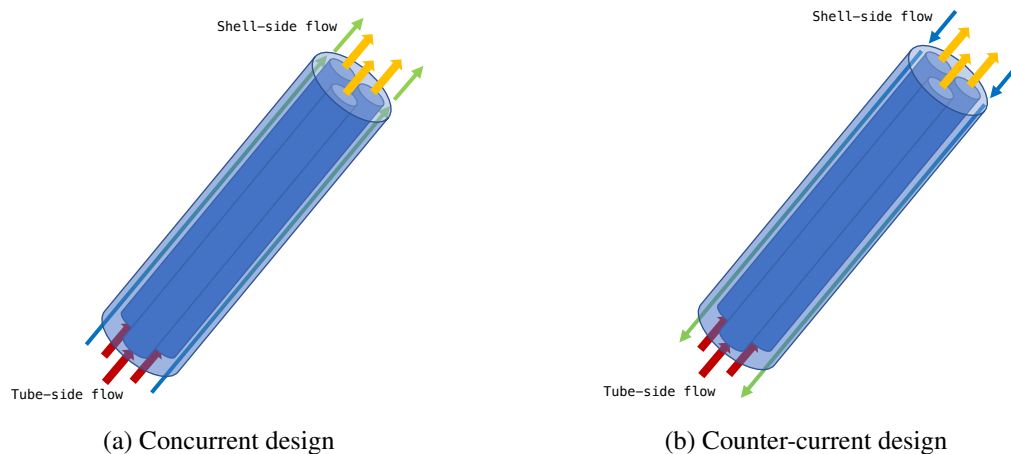 Shell-side flow
Shell-side flow
Tube-side flow
Tube-side flow
(a) Concurrent design
(b) Counter-current design